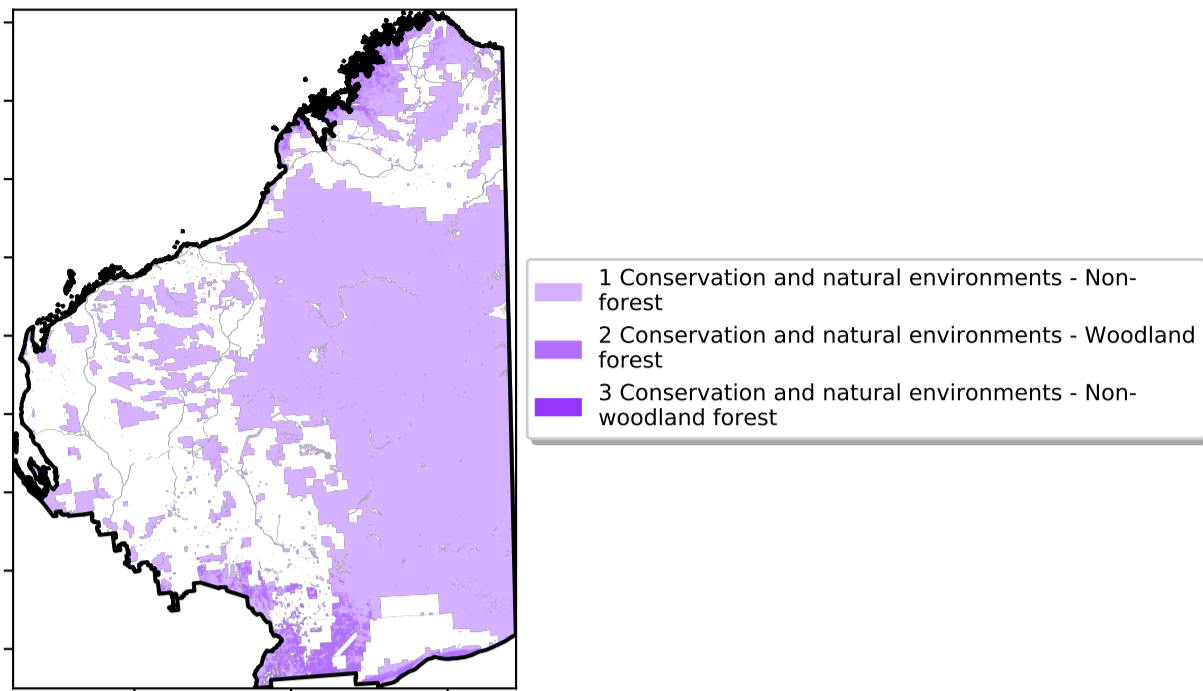 1 Conservation and natural environments - Non-
forest
2 Conservation and natural environments - Woodland
forest
3 Conservation and natural environments - Non-
woodland forest